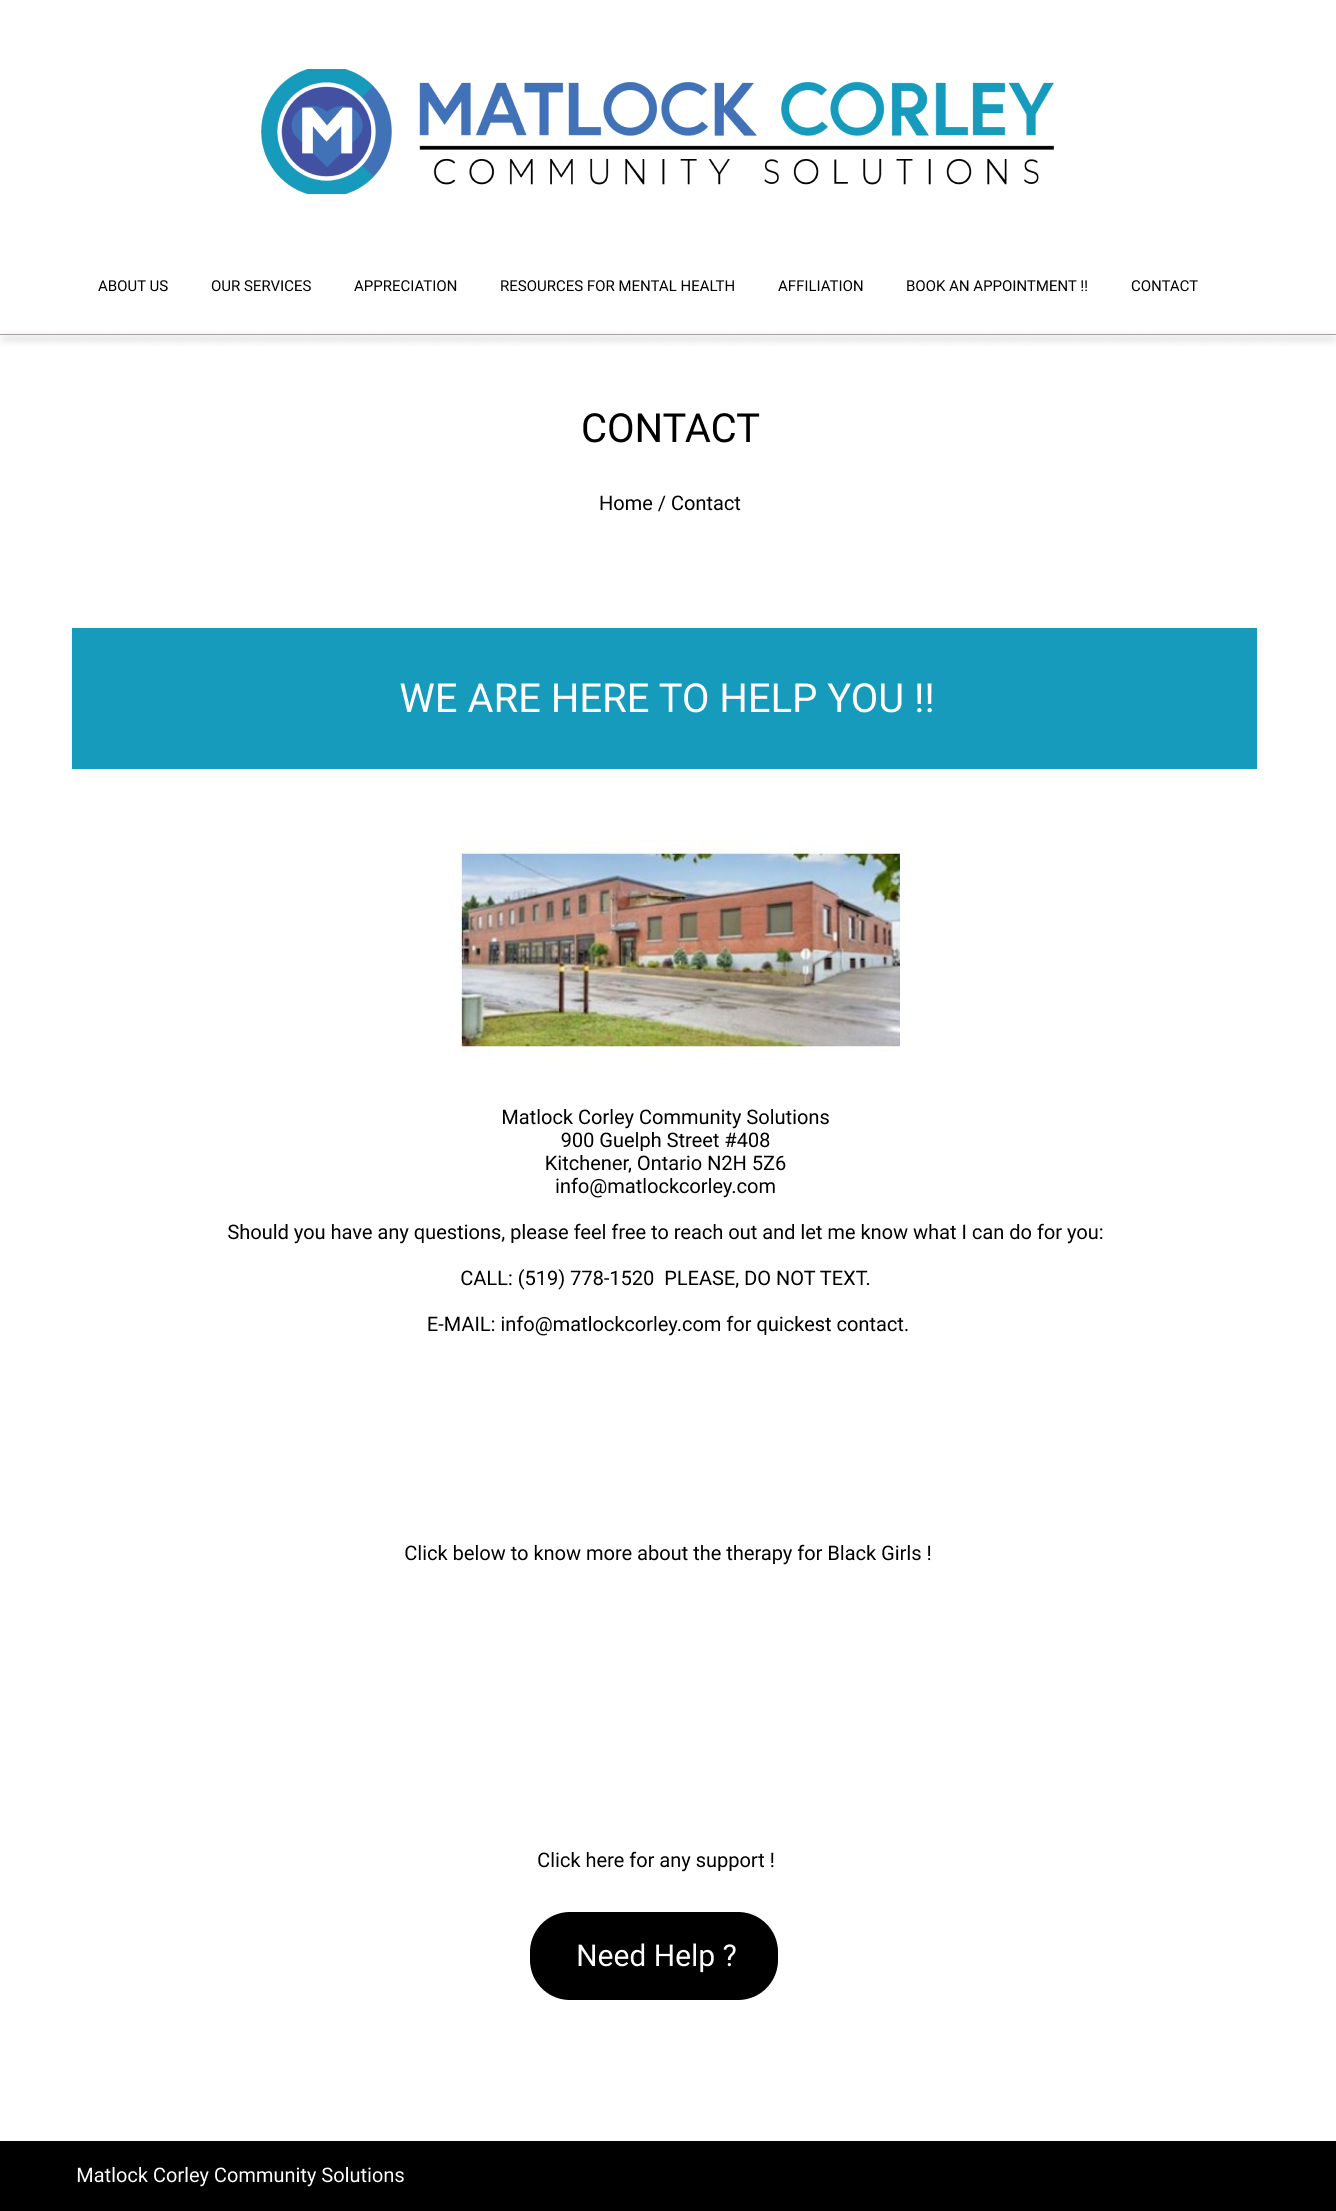 M
MATLOCK CORLEY
COMMUNITY SOLUTIONS
ABOUT US OUR SERVICES APPRECIATION RESOURCES FOR MENTAL HEALTH AFFILIATION BOOK AN APPOINTMENT !! CONTACT
CONTACT
Home / Contact
WE ARE HERE TO HELP YOU !!
Matlock Corley Community Solutions
900 Guelph Street #408
Kitchener, Ontario N2H 5Z6
info@matlockcorley.com
Should you have any questions, please feel free to reach out and let me know what I can do for you:
CALL: (519) 778-1520  PLEASE, DO NOT TEXT.
E-MAIL: info@matlockcorley.com for quickest contact.
Click below to know more about the therapy for Black Girls !
Click here for any support !
Need Help ?
Matlock Corley Community Solutions